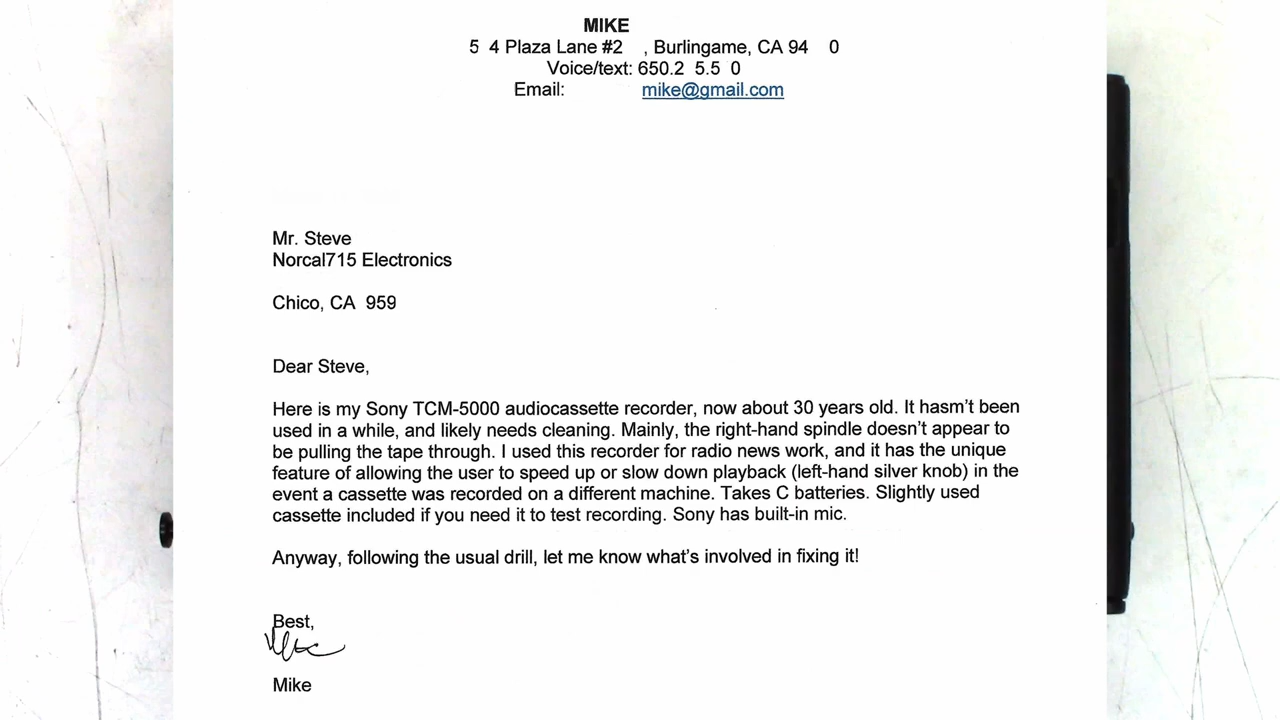 MIKE
5 4 Plaza Lane #2 , Burlingame, CA 94 0
Voice/text: 650.2 5.5 0
Email: mike@gmail.com
Mr. Steve
Norcal715 Electronics
Chico, CA 959
Dear Steve,
Here is my Sony TCM-5000 audiocassette recorder, now about 30 years old. It hasm't been
used in a while, and likely needs cleaning. Mainly, the right-hand spindle doesn't appear to
be pulling the tape through. I used this recorder for radio news work, and it has the unique
feature of allowing the user to speed up or slow down playback (left-hand silver knob) in the
event a cassette was recorded on a different machine. Takes C batteries. Slightly used
cassette included if you need it to test recording. Sony has built-in mic.
Anyway, following the usual drill, let me know what's involved in fixing it!
Best,
Mike